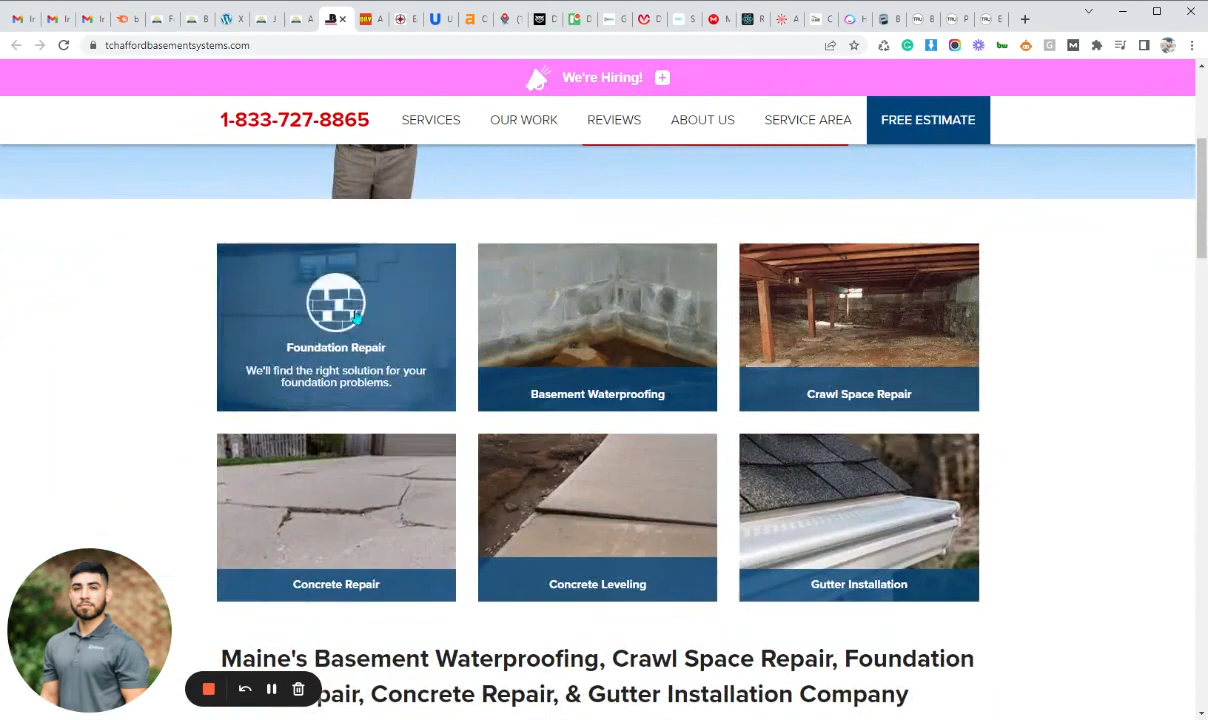 tchaffordbasementsystems.com
We're Hiring!
1-833-727-8865
SERVICES
OUR WORK
REVIEWS
ABOUT US
SERVICE AREA
FREE ESTIMATE
Foundation Repair
We'll find the right solution for your
foundation problems.
Basement Waterproofing
Crawl Space Repair
Concrete Repair
Concrete Leveling
Gutter Installation
Maine's Basement Waterproofing, Crawl Space Repair, Foundation
pair, Concrete Repair, & Gutter Installation Company